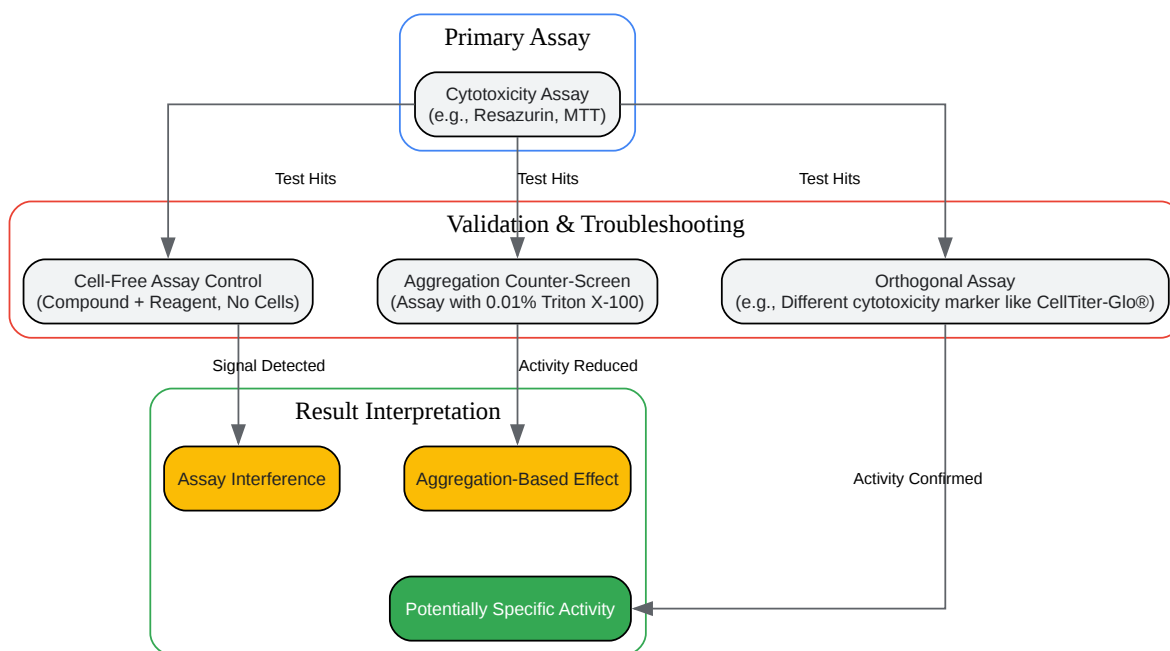 Primary Assay
Cytotoxicity Assay
(e.g., Resazurin, MTT)
Test Hits
Test Hits
Test Hits
Validation & Troubleshooting
Cell-Free Assay Control
(Compound + Reagent, No Cells)
Aggregation Counter-Screen
(Assay with 0.01% Triton X-100)
Orthogonal Assay
(e.g., Different cytotoxicity marker like CellTiter-Glo®)
Signal Detected
Activity Reduced
Result Interpretation
Assay Interference
Aggregation-Based Effect
Activity Confirmed
Potentially Specific Activity